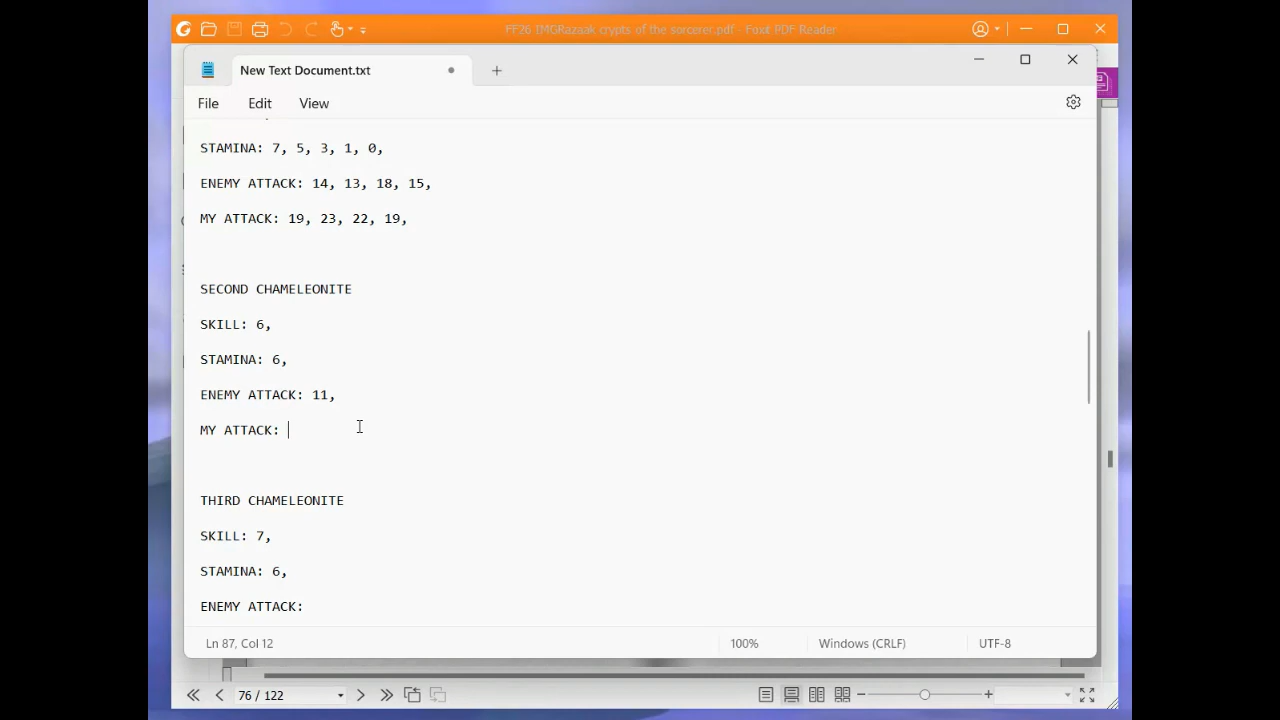 FF26 IMGRazaak crypts of the sorcerer.pdf - Foxit PDF Reader
New Text Document.txt
File Edit View
STAMINA: 7, 5, 3, 1, 0,
ENEMY ATTACK: 14, 13, 18, 15,
MY ATTACK: 19, 23, 22, 19,
SECOND CHAMELEONITE
SKILL: 6,
STAMINA: 6,
ENEMY ATTACK: 11,
MY ATTACK:
THIRD CHAMELEONITE
SKILL: 7,
STAMINA: 6,
ENEMY ATTACK:
Ln 87, Col 12 100% Windows (CRLF) UTF-8
76 / 122